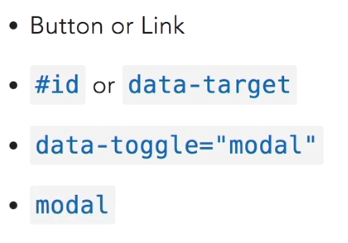 • Button or Link
• #id or data-target
• data-toggle="modal"
• modal